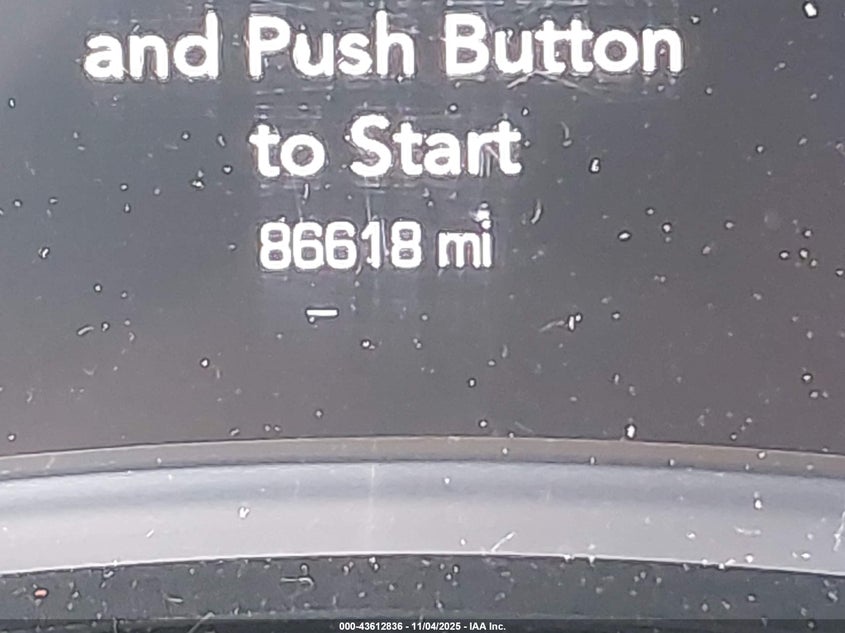 and Push Button
to Start
86618 mi
000-43612836 - 11/04/2025 - IAA Inc.